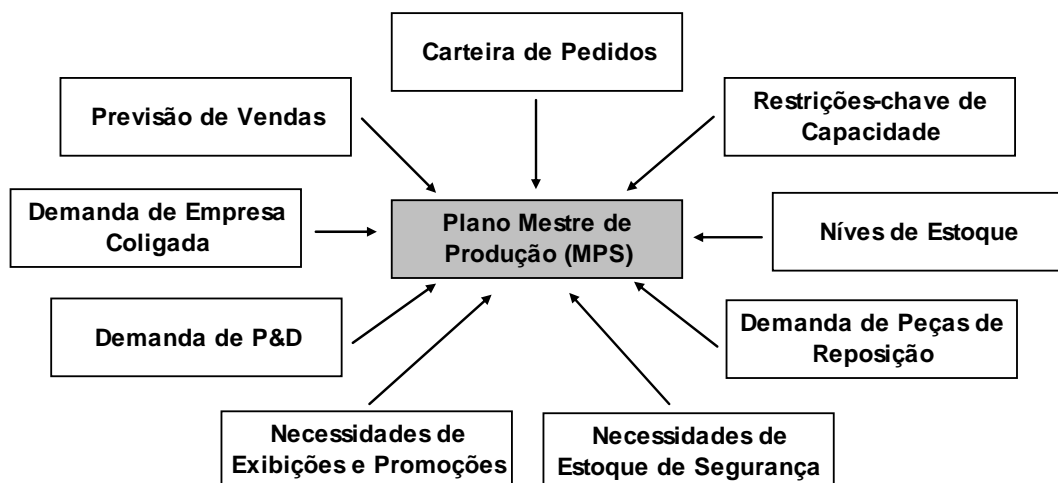 Carteira de Pedidos
Previsão de Vendas
Restrições-chave de
Capacidade
Demanda de Empresa
Coligada
Plano Mestre de
Produção (MPS)
Níves de Estoque
Demanda de P&D
Demanda de Peças de
Reposição
Necessidades de
Exibições e Promoções
Necessidades de
Estoque de Segurança